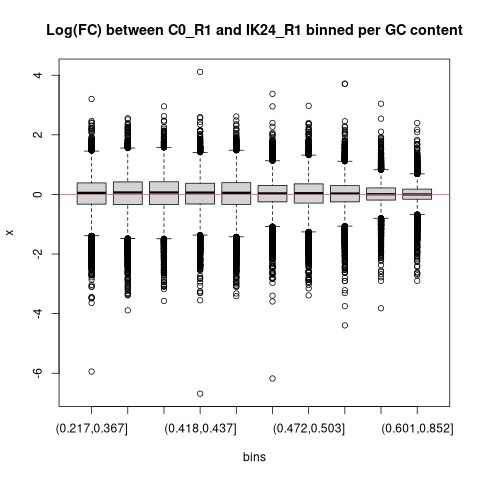 Log(FC) between C0_R1 and IK24_R1 binned per GC content
4
2
0
-2
-4
-6
x
(0.217,0.367] (0.418,0.437] (0.472,0.503] (0.601,0.852]
bins